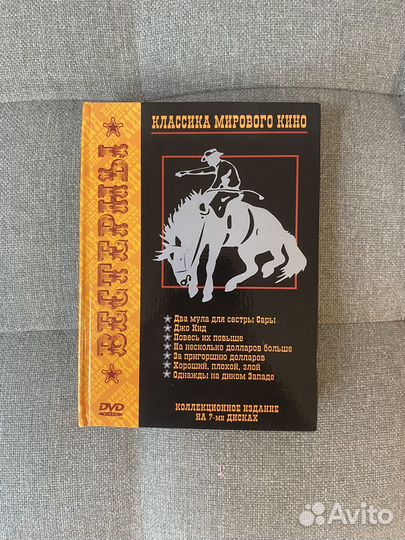 КЛАССИКА МИРОВОГО КИНО
ВЕСТЕРНЫ
Два мула для сестры Сары
Джо Кид
Повесь их повыше
На несколько долларов больше
За пригоршню долларов
Хороший, плохой, злой
Однажды на диком Западе
КОЛЛЕКЦИОННОЕ ИЗДАНИЕ
НА 7-ми ДИСКАХ
DVD
VIDEO
Avito